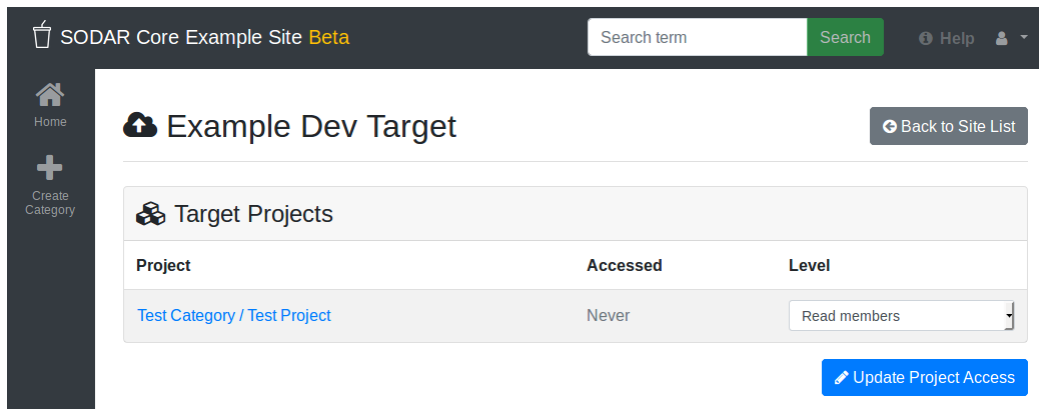 SODAR Core Example Site Beta
Search term
Search
Help
Home
Create
Category
Example Dev Target
Back to Site List
Target Projects
Project Accessed Level
Test Category / Test Project Never Read members
Update Project Access